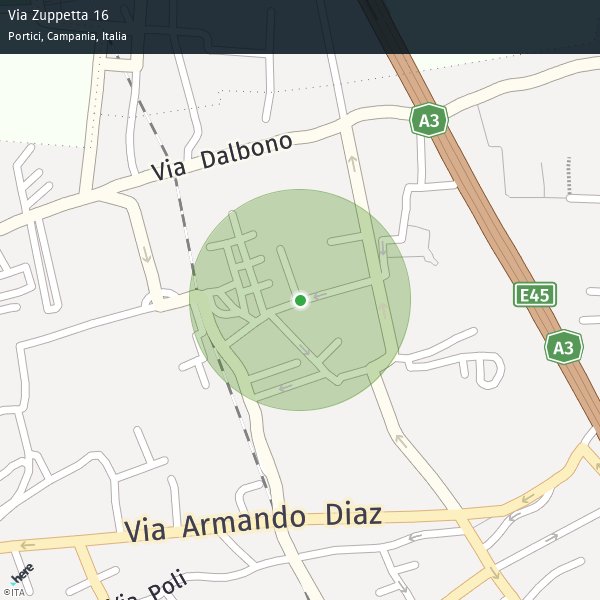 Via Zuppetta 16
Portici, Campania, Italia
A3
Via Dalbono
E45
A3
Via Armando Diaz
Via Poli
here
©ITA